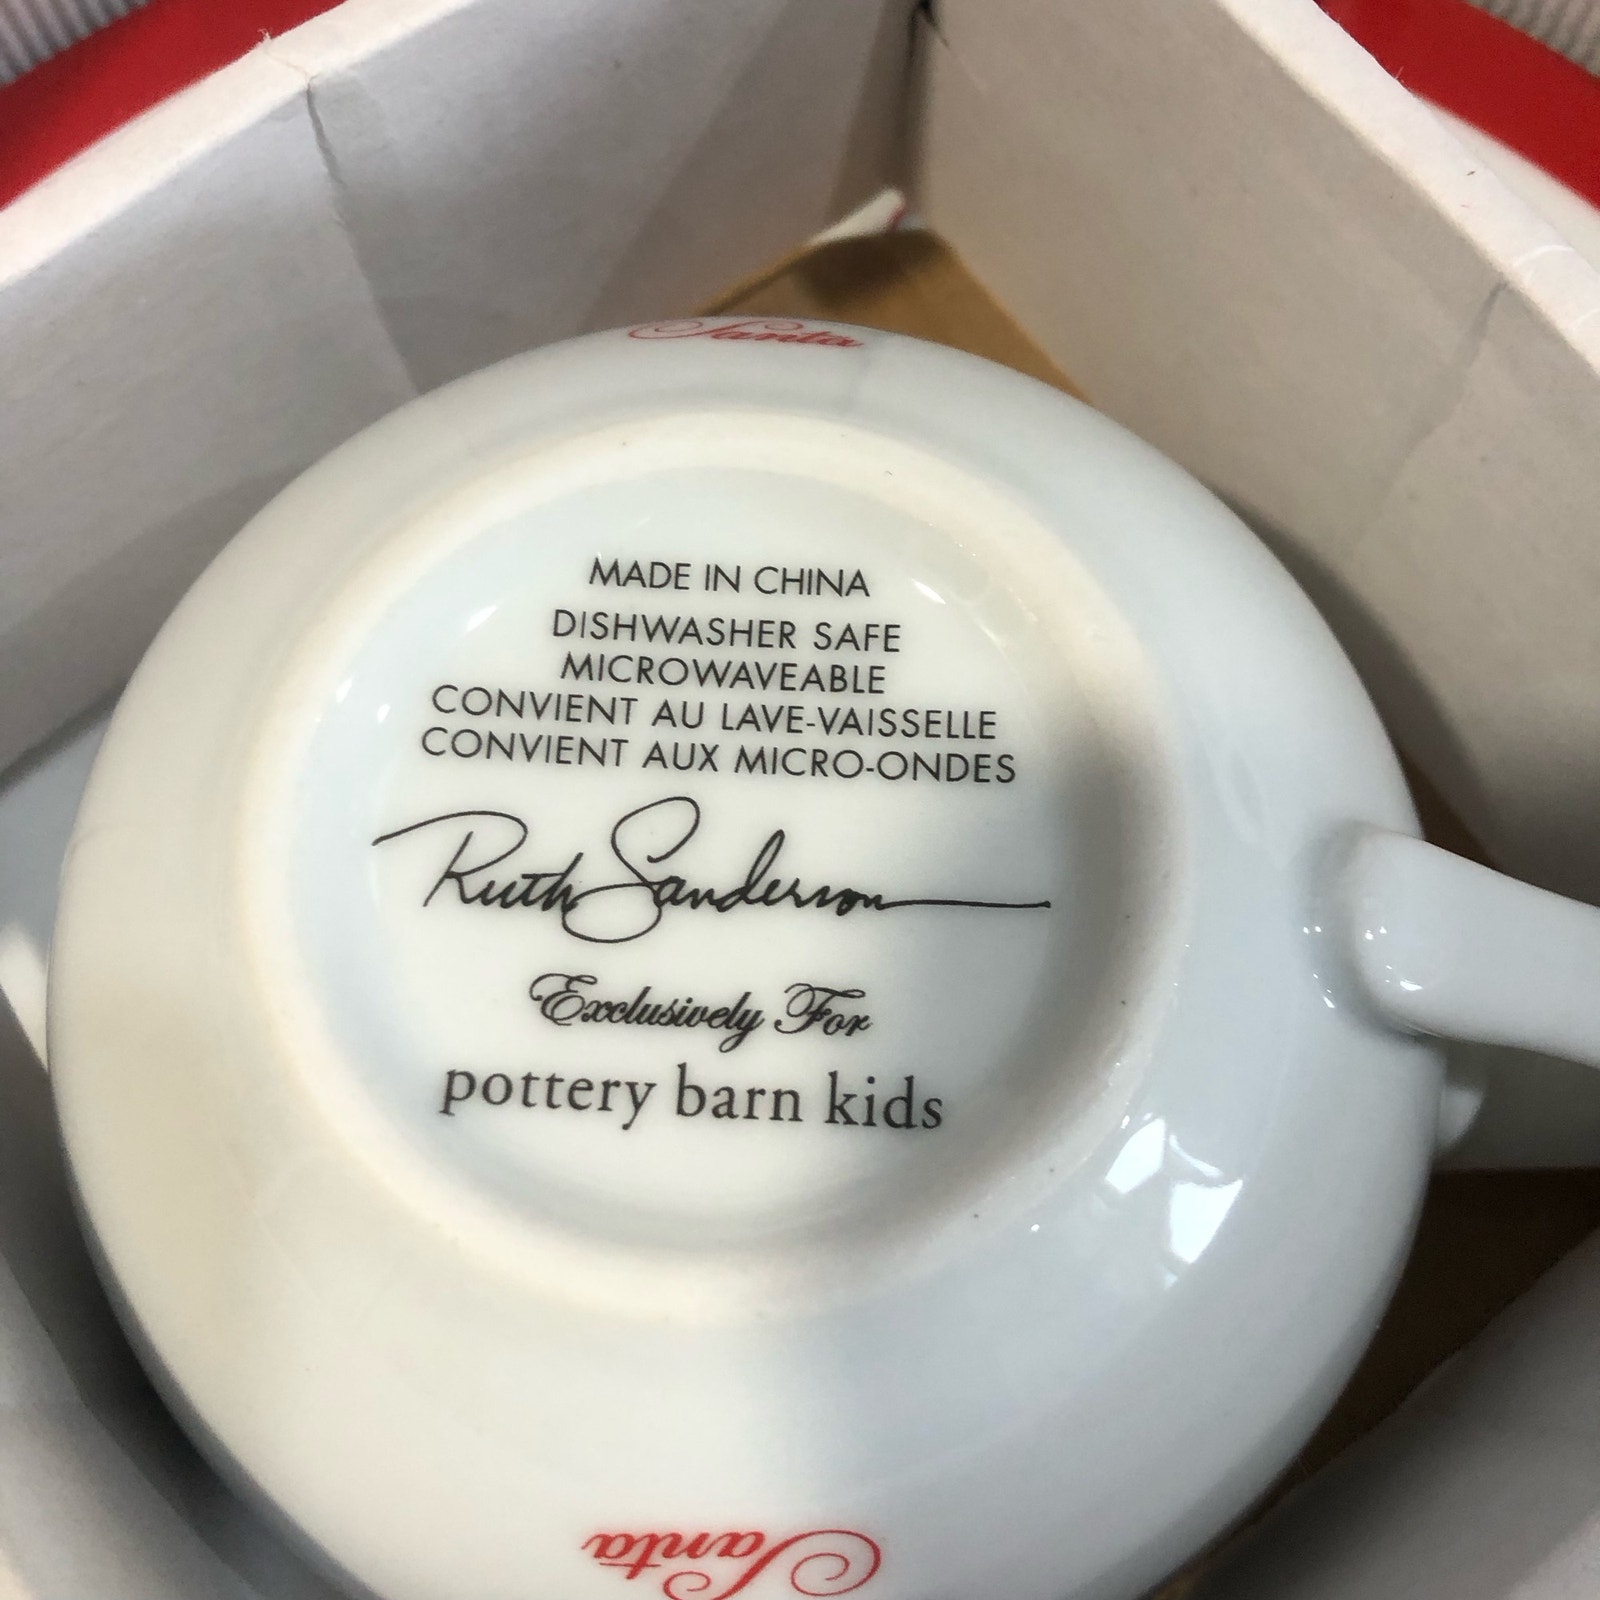 Santa
MADE IN CHINA
DISHWASHER SAFE
MICROWAVEABLE
CONVIENT AU LAVE-VAISSELLE
CONVIENT AUX MICRO-ONDES
Ruth Sanderson
Exclusively For
pottery barn kids
Santa